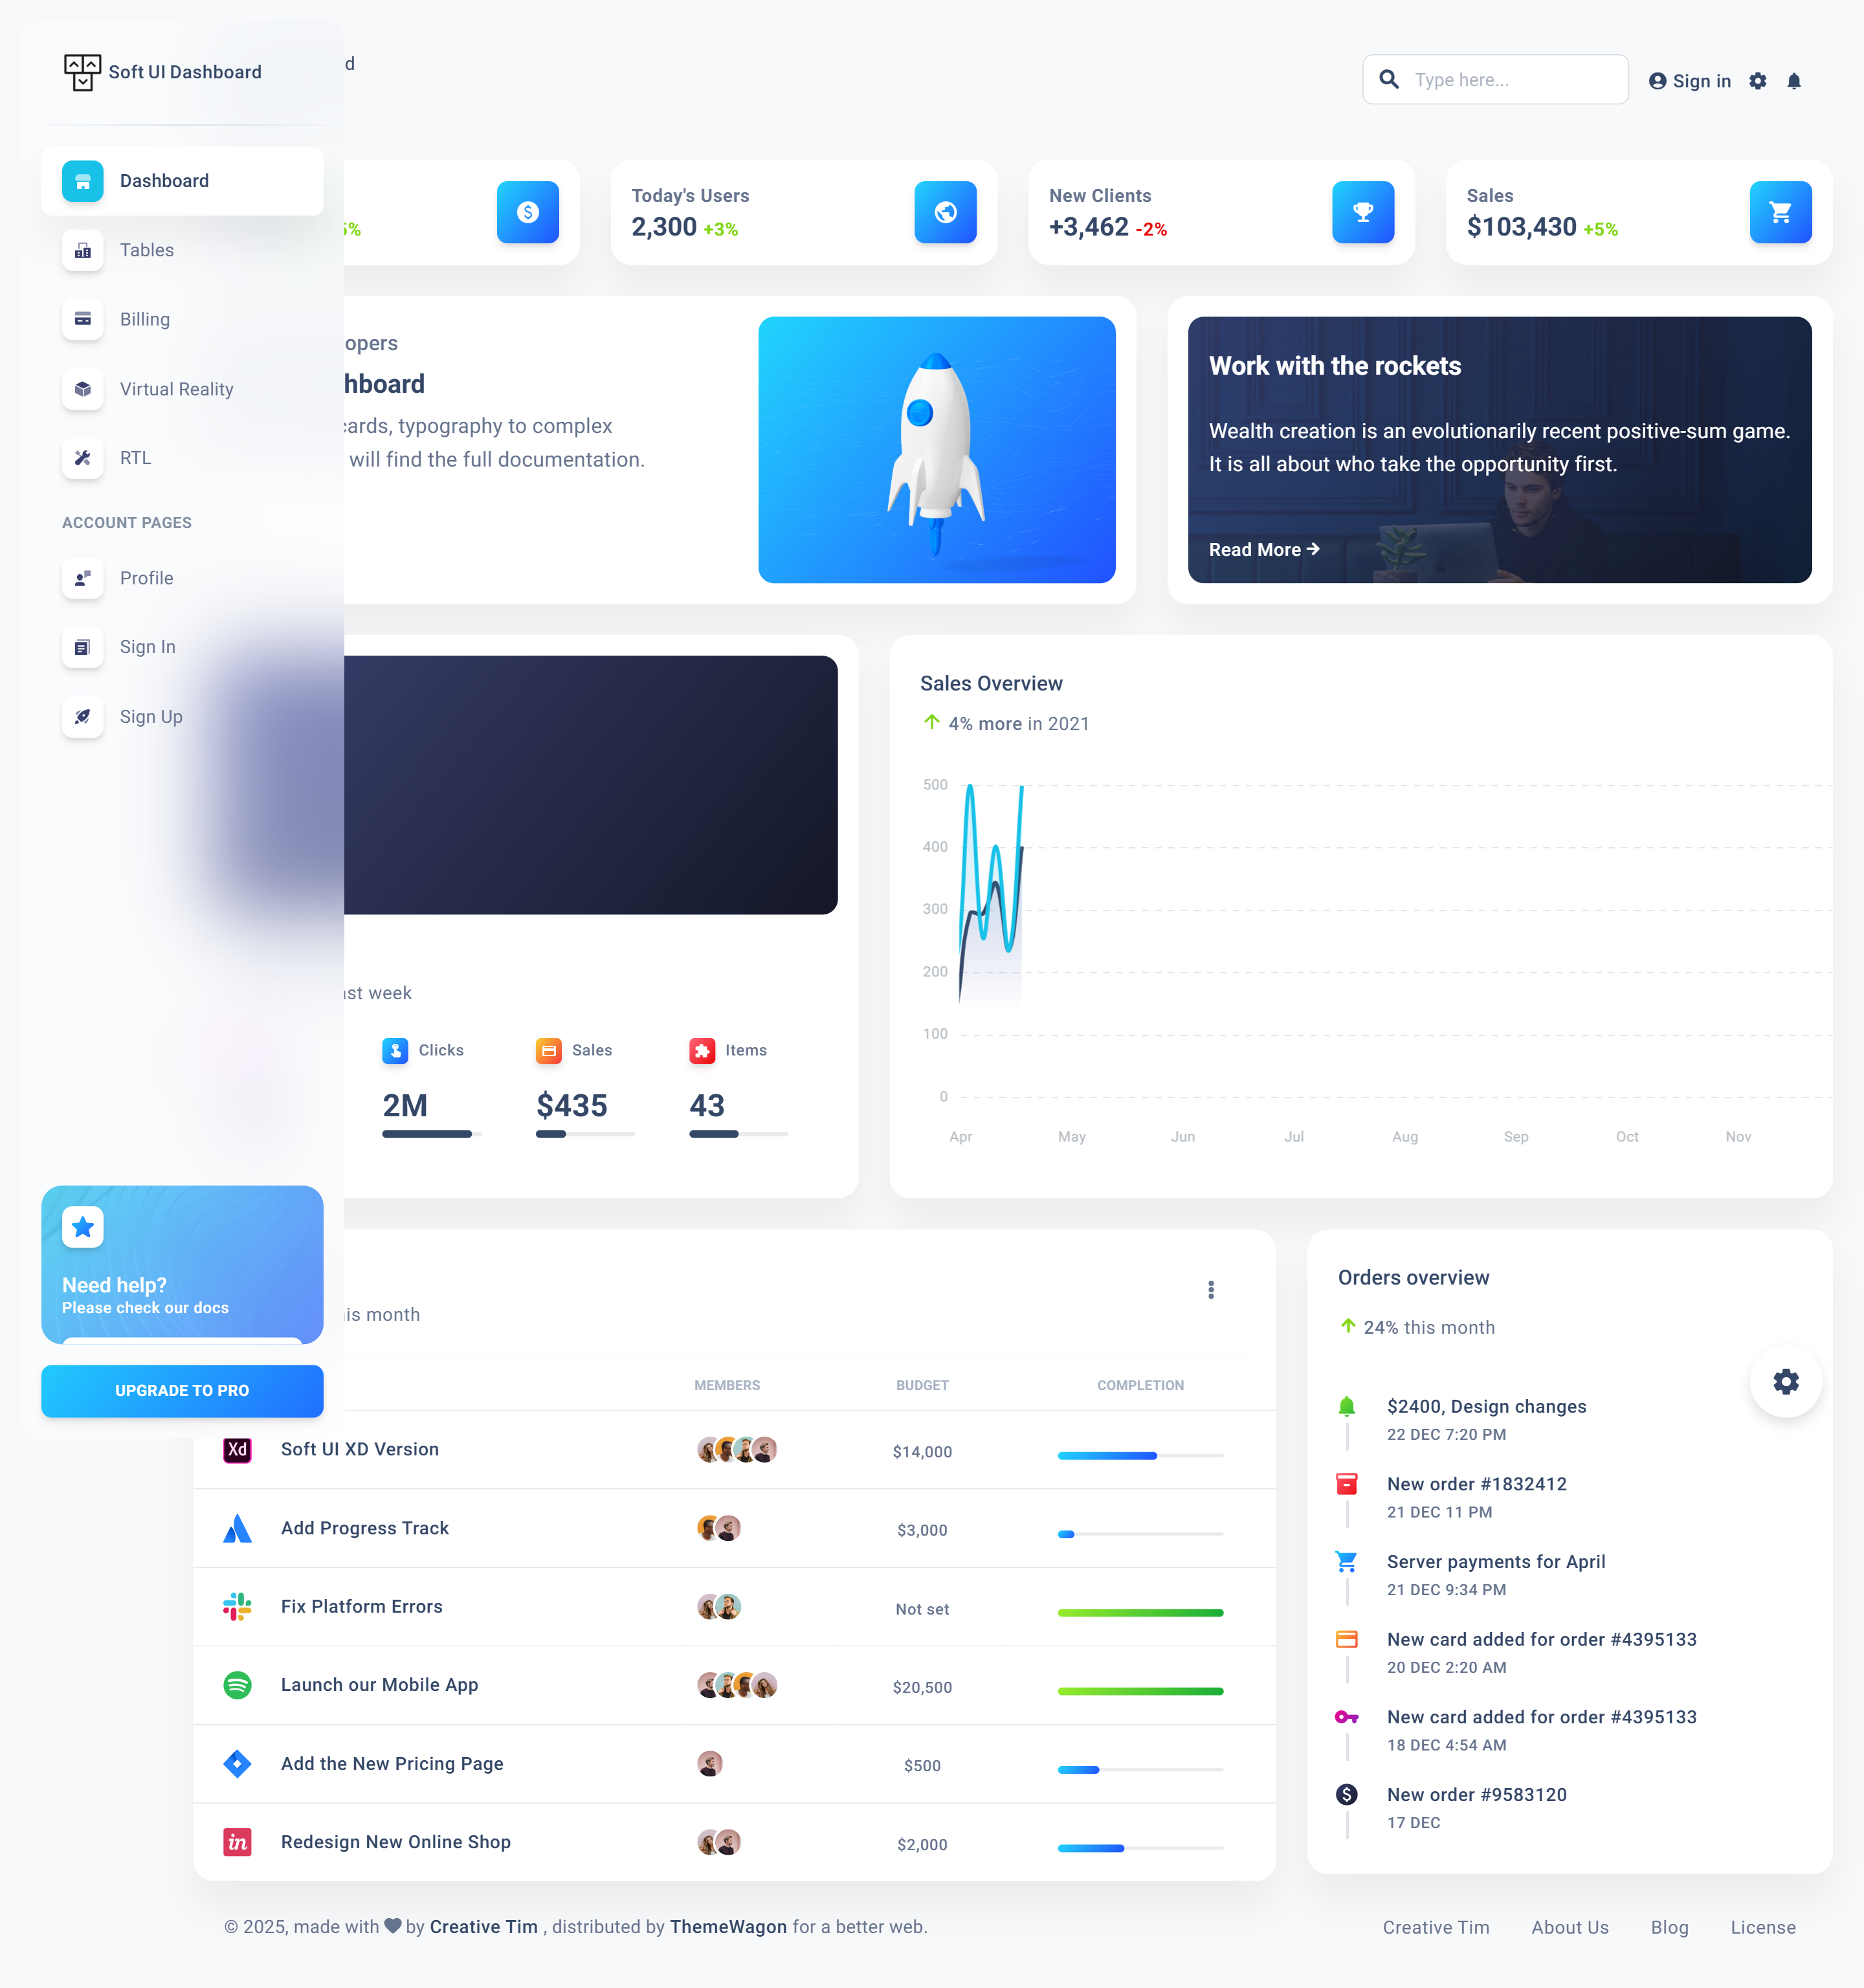 Soft UI Dashboard
Type here...
Sign in
Dashboard
Tables
Billing
Virtual Reality
RTL
ACCOUNT PAGES
Profile
Sign In
Sign Up
Need help?
Please check our docs
UPGRADE TO PRO
Today's Users
2,300 +3%
New Clients
+3,462 -2%
Sales
$103,430 +5%
cards, typography to complex
will find the full documentation.
Work with the rockets
Wealth creation is an evolutionarily recent positive-sum game.
It is all about who take the opportunity first.
Read More
week
Clicks
Sales
Items
2M
$435
43
Sales Overview
4% more in 2021
500
400
300
200
100
0
Apr May Jun Jul Aug Sep Oct Nov
month
MEMBERS BUDGET COMPLETION
Xd Soft UI XD Version $14,000
Add Progress Track $3,000
Fix Platform Errors Not set
Launch our Mobile App $20,500
Add the New Pricing Page $500
in Redesign New Online Shop $2,000
Orders overview
24% this month
$2400, Design changes
22 DEC 7:20 PM
New order #1832412
21 DEC 11 PM
Server payments for April
21 DEC 9:34 PM
New card added for order #4395133
20 DEC 2:20 AM
New card added for order #4395133
18 DEC 4:54 AM
New order #9583120
17 DEC
© 2025, made with by Creative Tim , distributed by ThemeWagon for a better web.
Creative Tim About Us Blog License